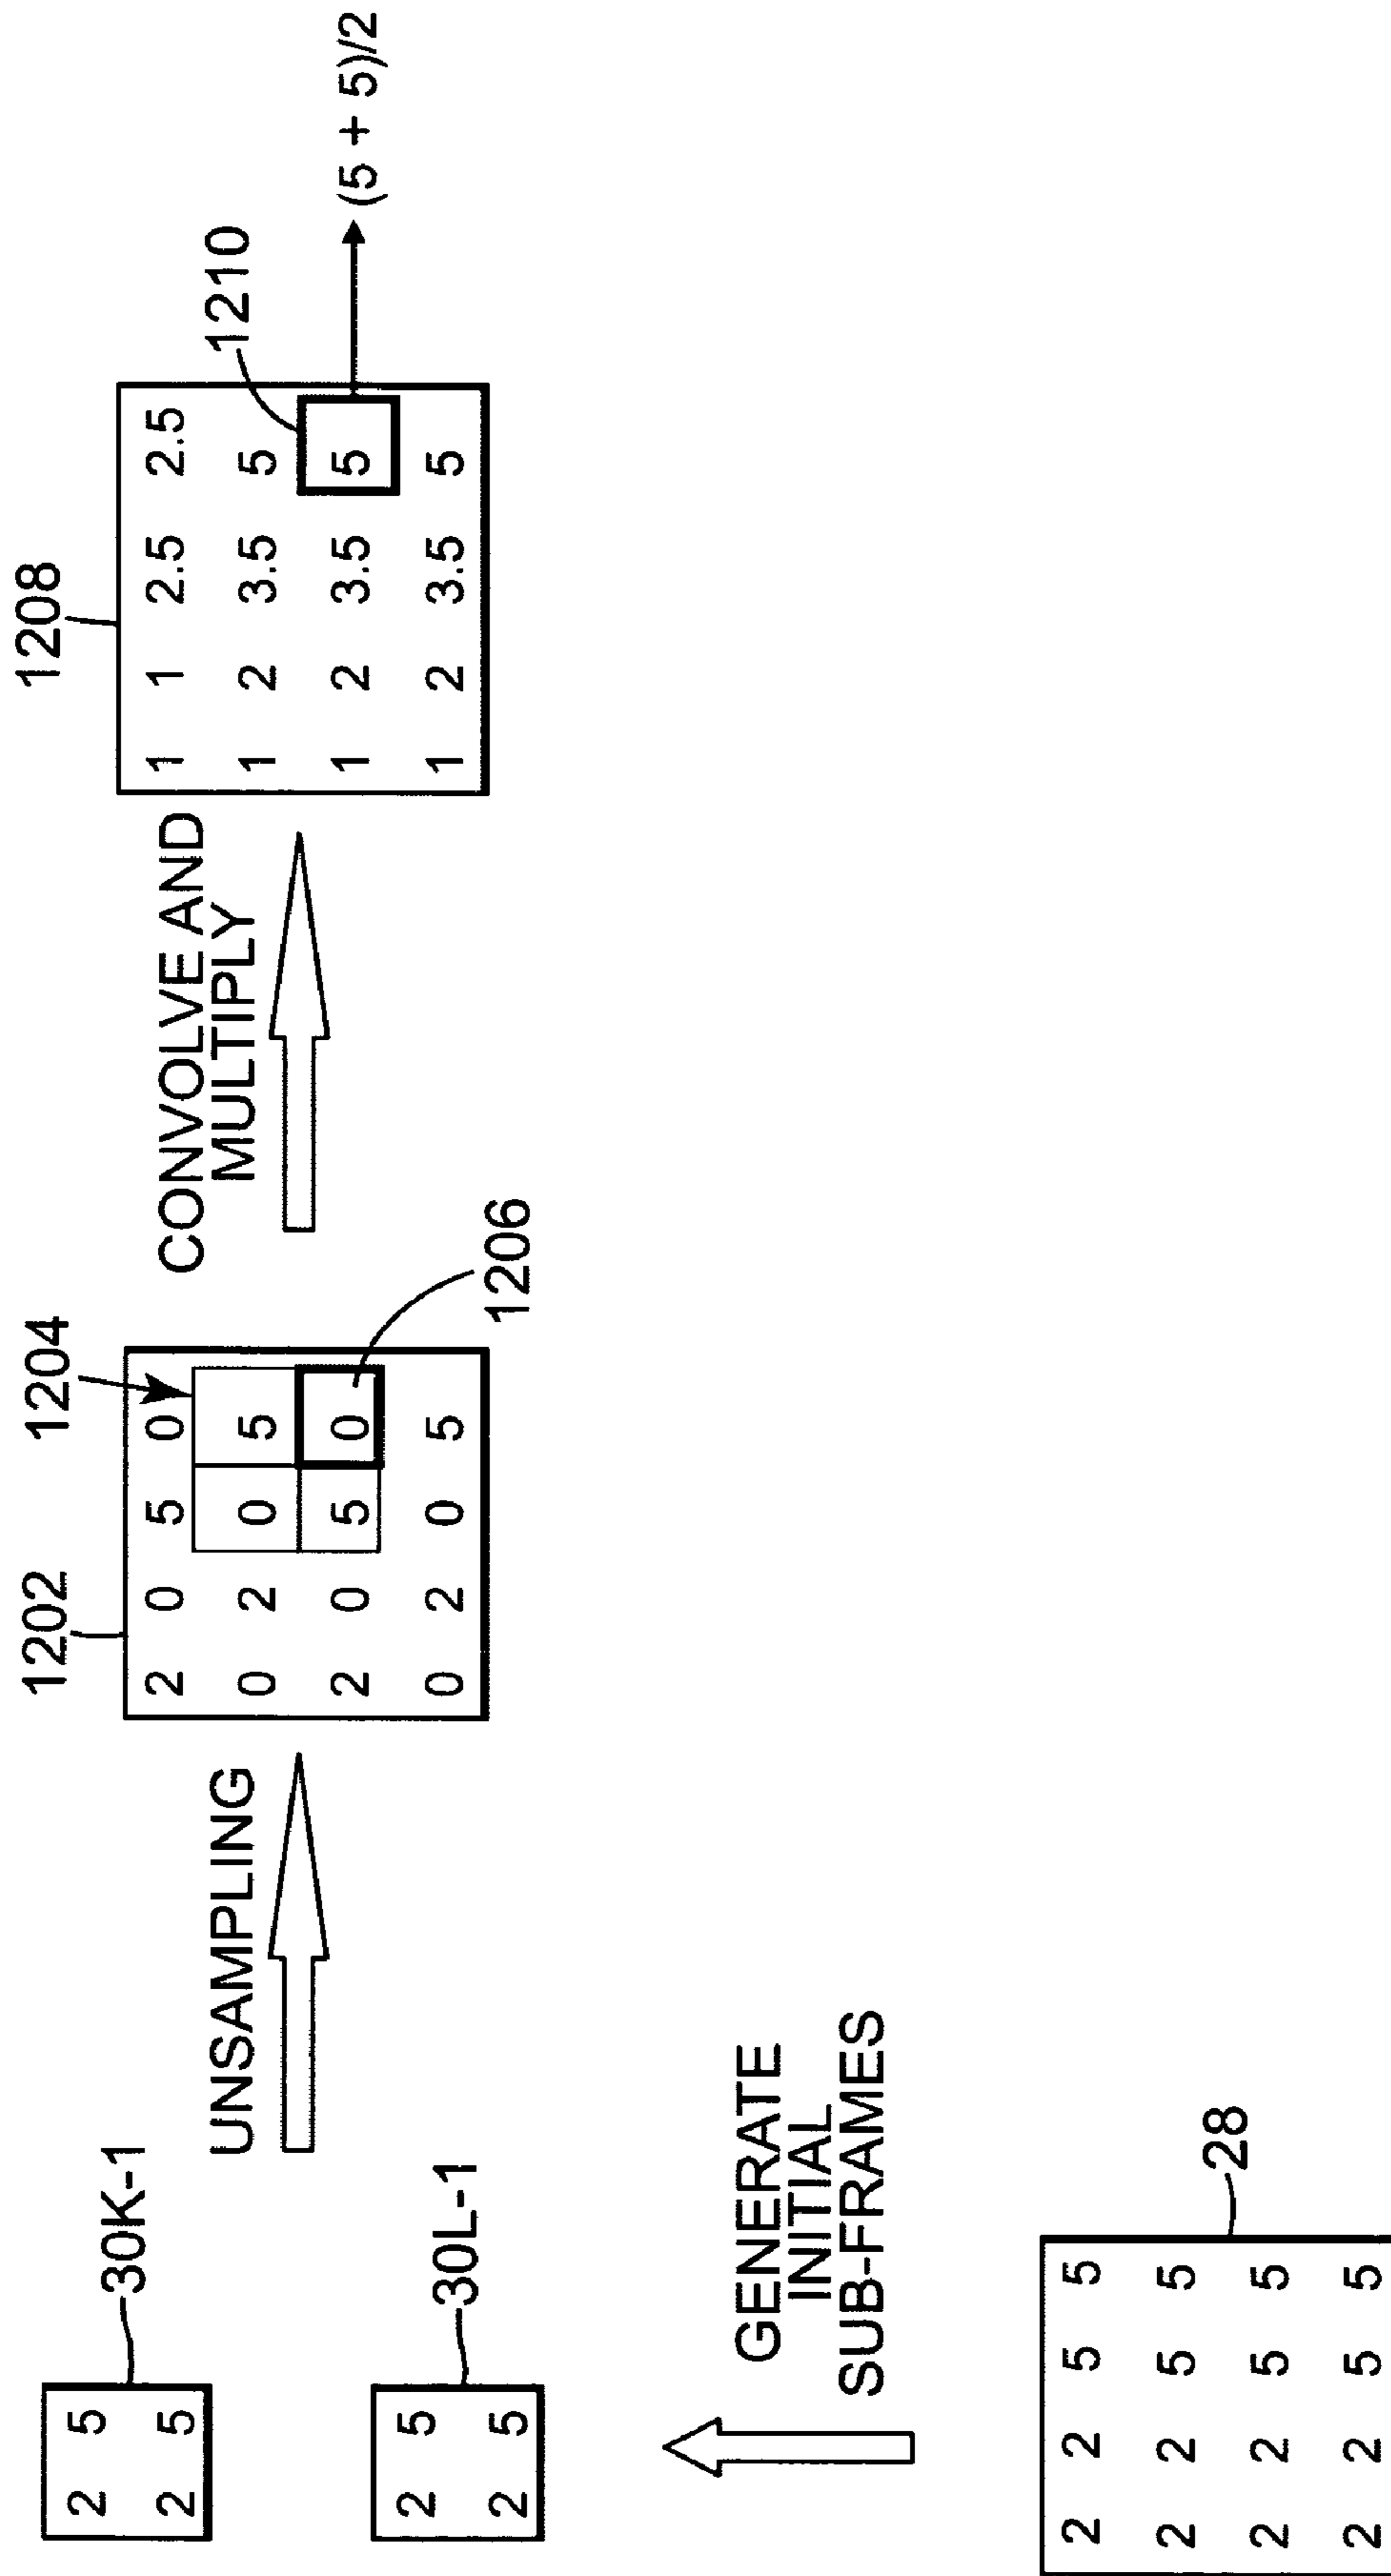 2 5
2 5
30K-1
2 5
2 5
30L-1
UNSAMPLING
1202
1204
2 0 5 0
0 2 0 5
2 0 5 0
0 2 0 5
1206
CONVOLVE AND
MULTIPLY
1208
1 1 2.5 2.5
1 2 3.5 5
1 2 3.5 5
1 2 3.5 5
1210
(5 + 5)/2
GENERATE
INITIAL
SUB-FRAMES
2 2 5 5
2 2 5 5
2 2 5 5
2 2 5 5
28